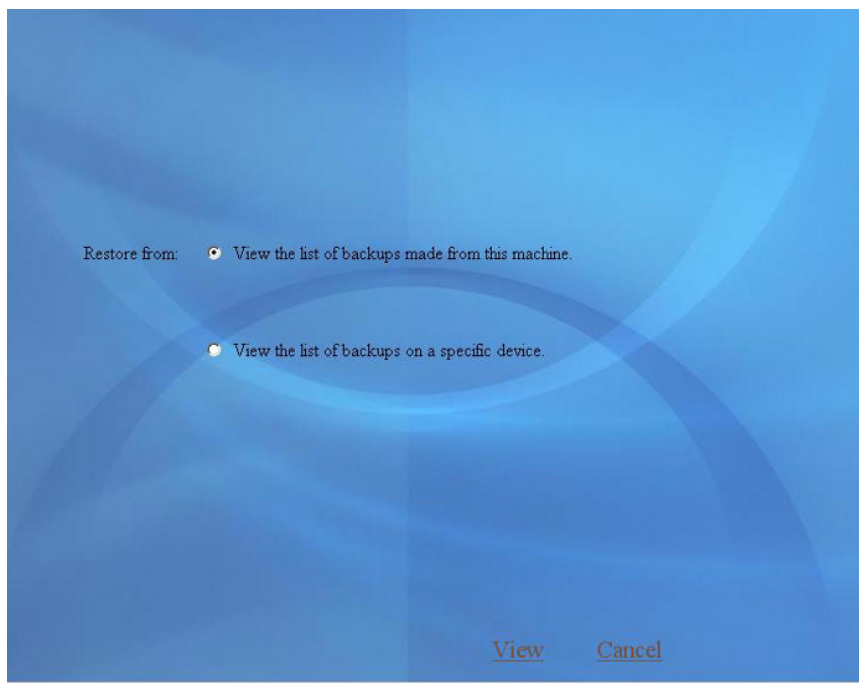 Restore from: View the list of backups made from this machine.
View the list of backups on a specific device.
View Cancel